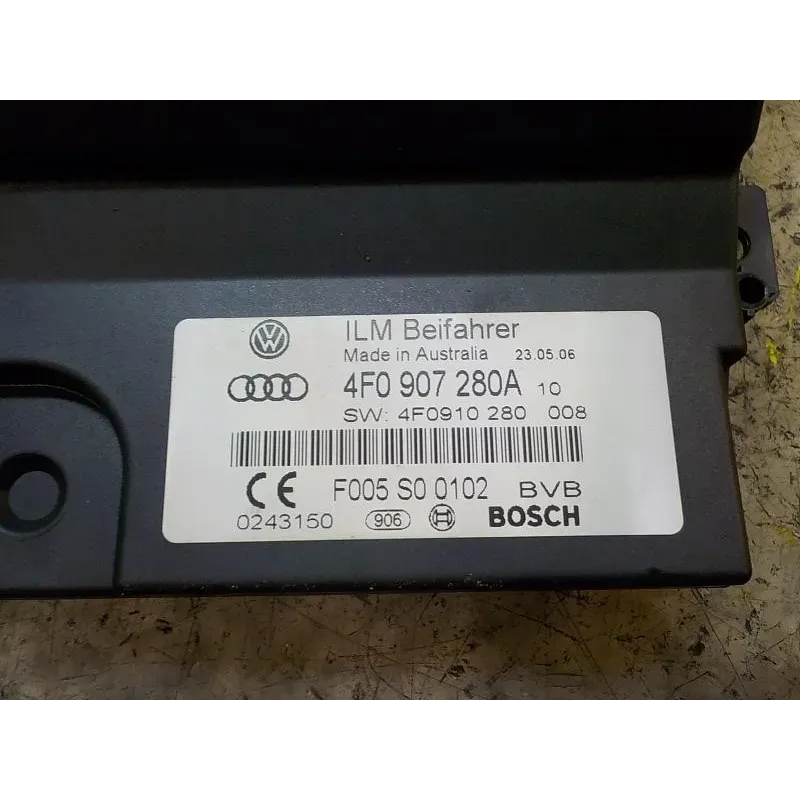 ILM Beifahrer
Made in Australia 23.05.06
4F0 907 280A 10
SW: 4F0910 280 008
CE F005 S0 0102 BVB
0243150 906 BOSCH